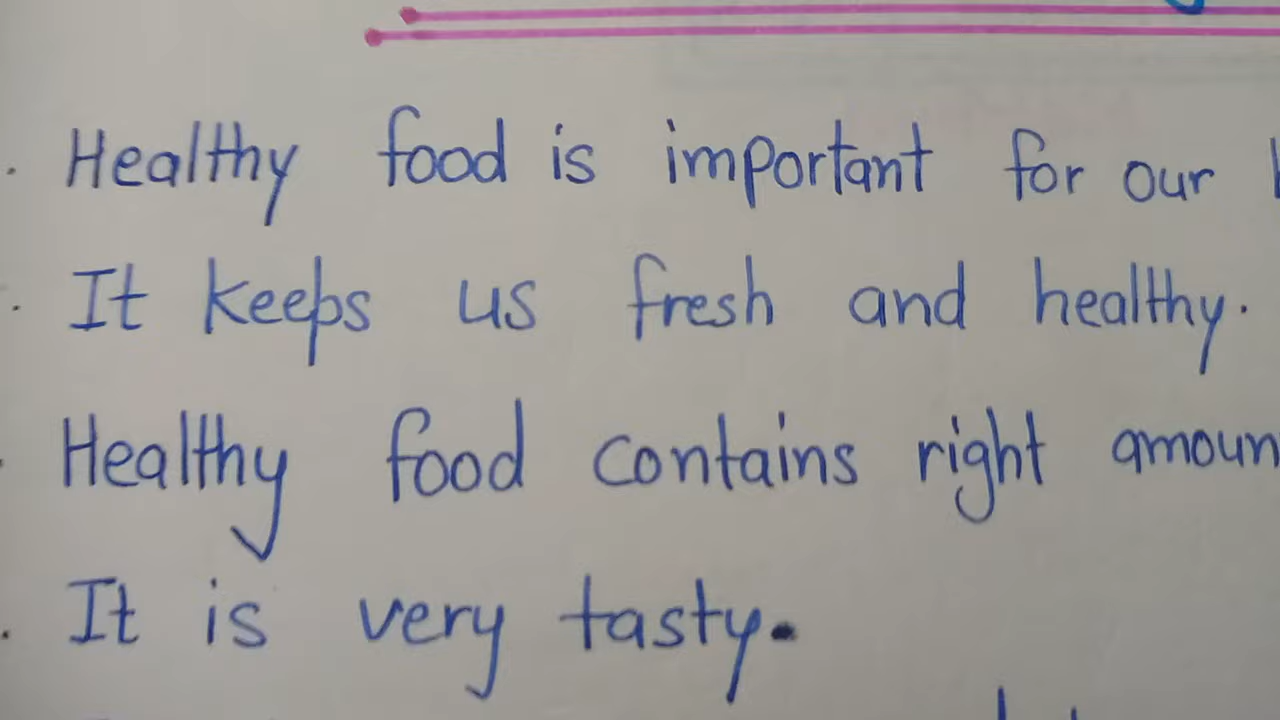 Healthy food is important for our
It keeps us fresh and healthy.
Healthy food contains right amoun
It is very tasty.